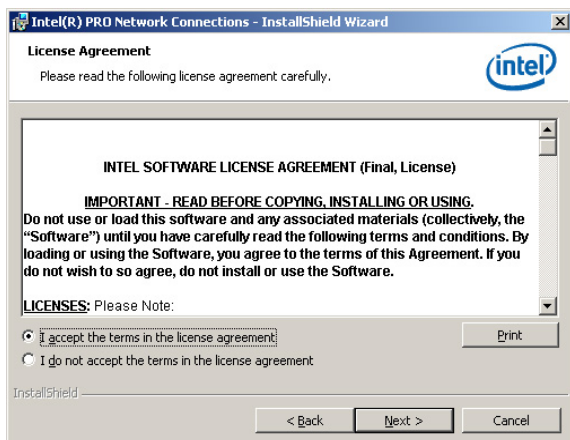 Intel(R) PRO Network Connections - InstallShield Wizard
License Agreement
Please read the following license agreement carefully.
intel
INTEL SOFTWARE LICENSE AGREEMENT (Final, License)
IMPORTANT - READ BEFORE COPYING, INSTALLING OR USING.
Do not use or load this software and any associated materials (collectively, the
“Software”) until you have carefully read the following terms and conditions. By
loading or using the Software, you agree to the terms of this Agreement. If you
do not wish to so agree, do not install or use the Software.
LICENSES: Please Note:
I accept the terms in the license agreement
Print
I do not accept the terms in the license agreement
InstallShield
< Back
Next >
Cancel